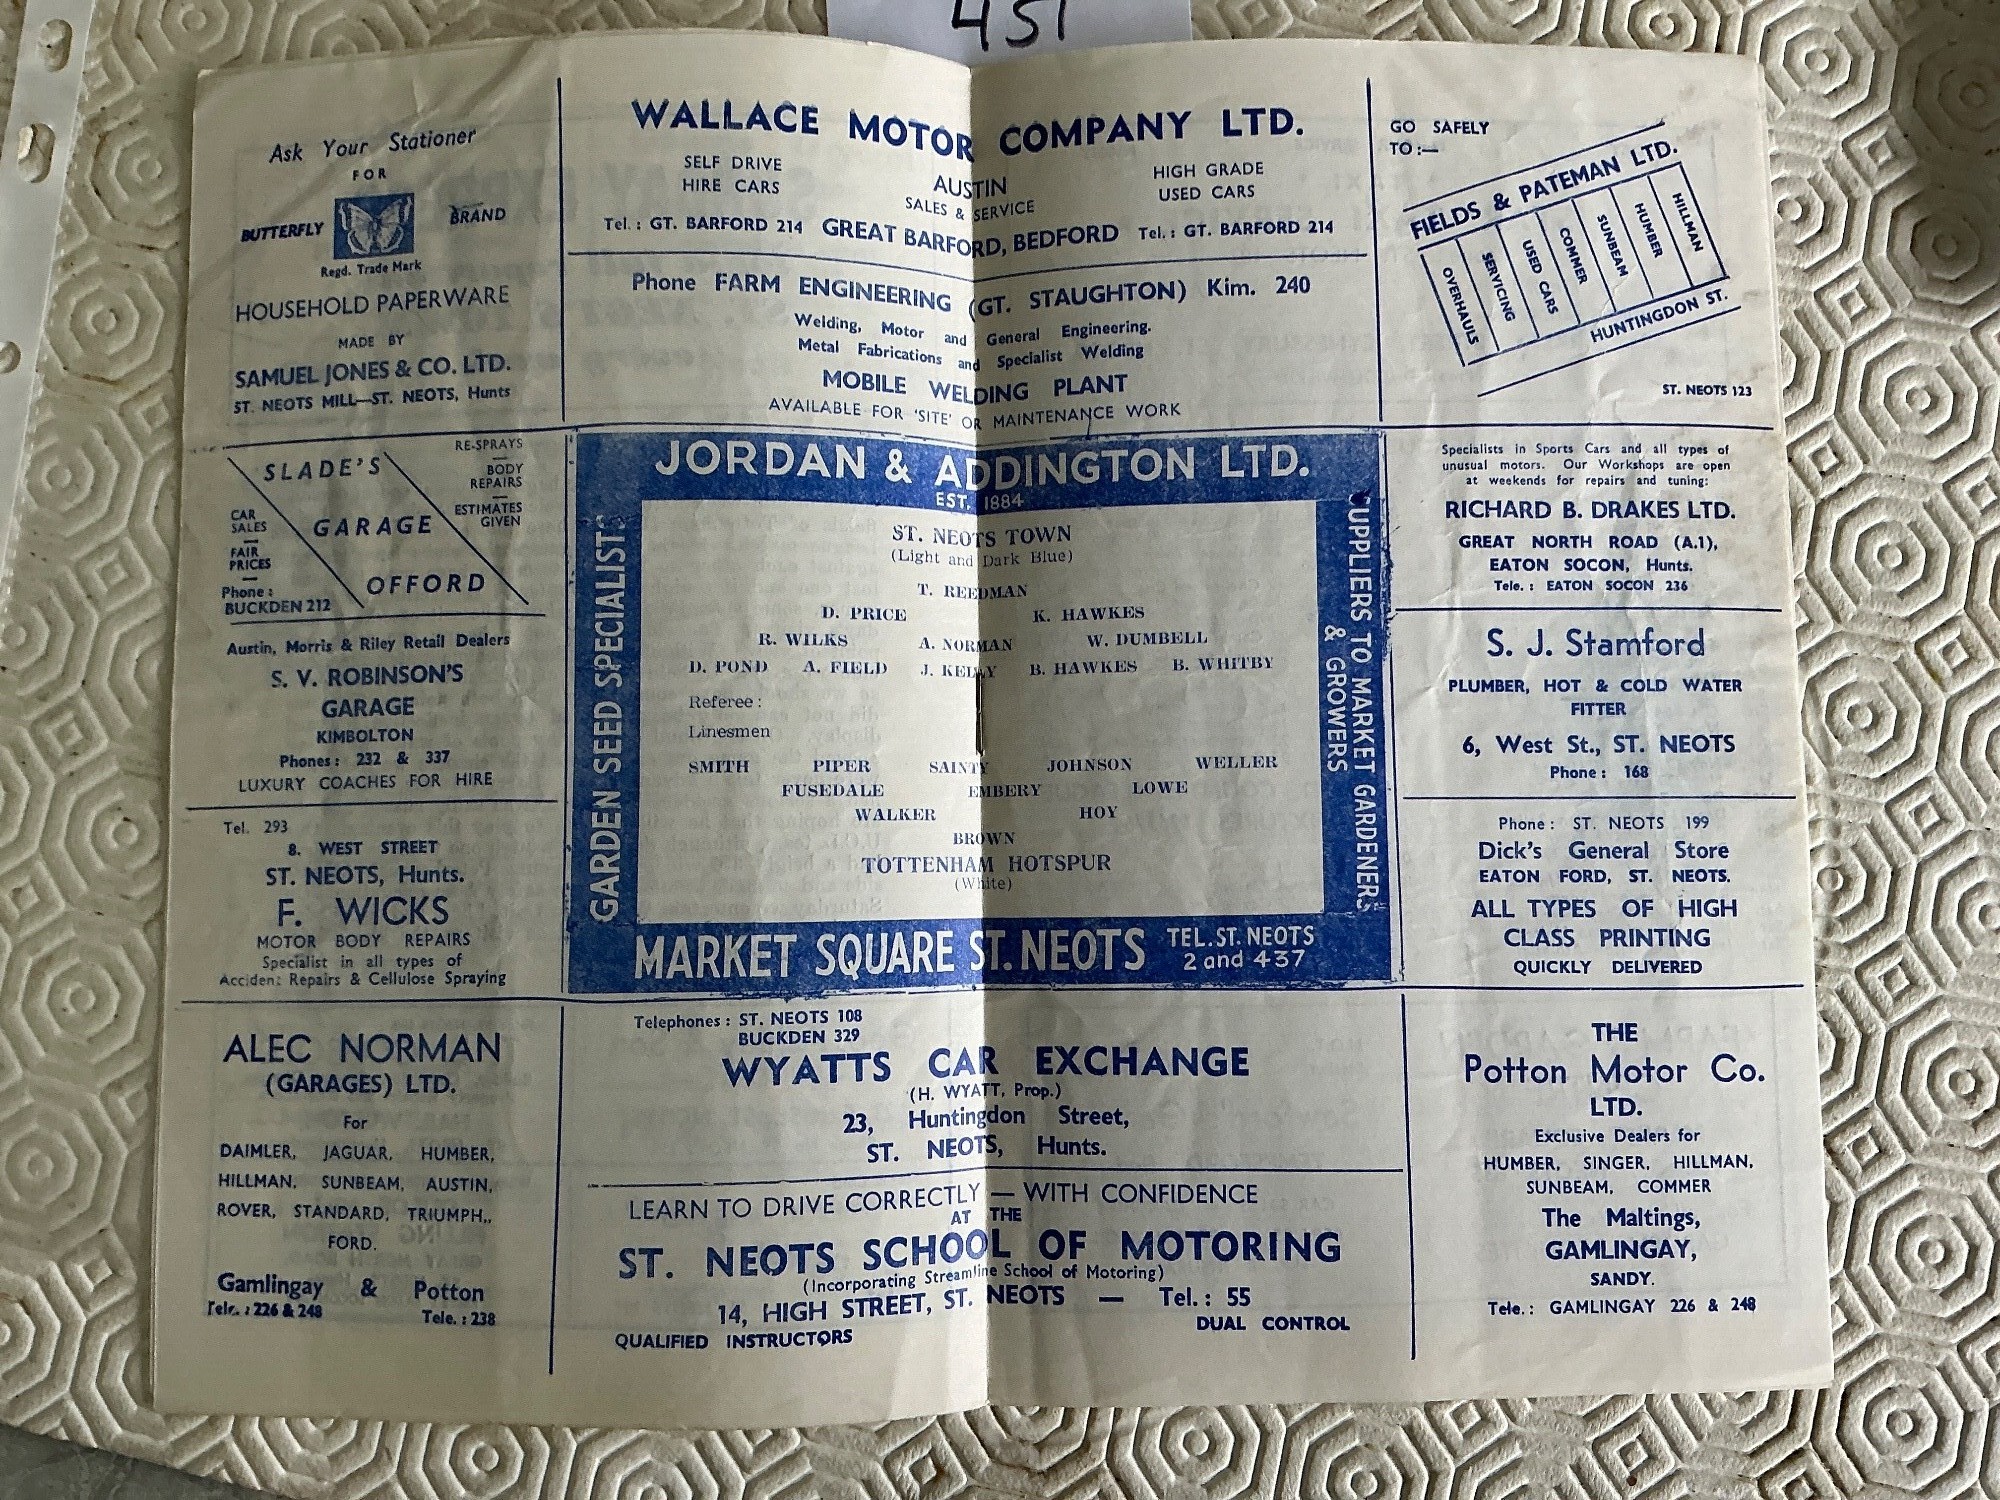 451
Ask Your Stationer
FOR
BUTTERFLY BRAND
Regd. Trade Mark
HOUSEHOLD PAPERWARE
MADE BY
SAMUEL JONES & CO. LTD.
ST. NEOTS MILL—ST. NEOTS, Hunts
WALLACE MOTOR COMPANY LTD.
SELF DRIVE
HIRE CARS
AUSTIN
SALES & SERVICE
HIGH GRADE
USED CARS
Tel.: GT. BARFORD 214 GREAT BARFORD, BEDFORD Tel.: GT. BARFORD 214
Phone FARM ENGINEERING (GT. STAUGHTON) Kim. 240
Welding, Motor and General Engineering.
Metal Fabrications and Specialist Welding
MOBILE WELDING PLANT
AVAILABLE FOR 'SITE' OR MAINTENANCE WORK
GO SAFELY
TO:—
FIELDS & PATEMAN LTD.
OVERHAULS
SERVICING
USED CARS
COMMER
SUNBEAM
HUMBER
HILLMAN
HUNTINGDON ST.
ST. NEOTS 123
SLADE'S
GARAGE
OFFORD
RE-SPRAYS
—
BODY
REPAIRS
—
ESTIMATES
GIVEN
CAR
SALES
—
FAIR
PRICES
—
Phone:
BUCKDEN 212
Austin, Morris & Riley Retail Dealers
S. V. ROBINSON'S
GARAGE
KIMBOLTON
Phones: 232 & 337
LUXURY COACHES FOR HIRE
Tel. 293
8. WEST STREET
ST. NEOTS, Hunts.
F. WICKS
MOTOR BODY REPAIRS
Specialist in all types of
Accident Repairs & Cellulose Spraying
JORDAN & ADDINGTON LTD.
EST. 1884
GARDEN SEED SPECIALISTS
SUPPLIERS TO MARKET GARDENERS
& GROWERS
ST. NEOTS TOWN
(Light and Dark Blue)
T. REEDMAN
D. PRICE K. HAWKES
R. WILKS A. NORMAN W. DUMBELL
D. POND A. FIELD J. KELLY B. HAWKES B. WHITBY
Referee:
Linesmen
SMITH PIPER SAINTY JOHNSON WELLER
FUSEDALE EMBERY LOWE
WALKER HOY
BROWN
TOTTENHAM HOTSPUR
(White)
MARKET SQUARE ST. NEOTS TEL. ST. NEOTS
2 and 437
Specialists in Sports Cars and all types of
unusual motors. Our Workshops are open
at weekends for repairs and tuning:
RICHARD B. DRAKES LTD.
GREAT NORTH ROAD (A.1),
EATON SOCON, Hunts.
Tele.: EATON SOCON 236
S. J. Stamford
PLUMBER, HOT & COLD WATER
FITTER
6, West St., ST. NEOTS
Phone: 168
Phone: ST. NEOTS 199
Dick's General Store
EATON FORD, ST. NEOTS.
ALL TYPES OF HIGH
CLASS PRINTING
QUICKLY DELIVERED
ALEC NORMAN
(GARAGES) LTD.
For
DAIMLER, JAGUAR, HUMBER,
HILLMAN, SUNBEAM, AUSTIN,
ROVER, STANDARD, TRIUMPH,,
FORD.
Gamlingay & Potton
Tele.: 226 & 248 Tele.: 238
Telephones: ST. NEOTS 108
BUCKDEN 329
WYATTS CAR EXCHANGE
(H. WYATT, Prop.)
23, Huntingdon Street,
ST. NEOTS, Hunts.
LEARN TO DRIVE CORRECTLY — WITH CONFIDENCE
AT THE
ST. NEOTS SCHOOL OF MOTORING
(Incorporating Streamline School of Motoring)
14, HIGH STREET, ST. NEOTS — Tel.: 55
QUALIFIED INSTRUCTORS DUAL CONTROL
THE
Potton Motor Co.
LTD.
Exclusive Dealers for
HUMBER, SINGER, HILLMAN,
SUNBEAM, COMMER
The Maltings,
GAMLINGAY,
SANDY.
Tele.: GAMLINGAY 226 & 248